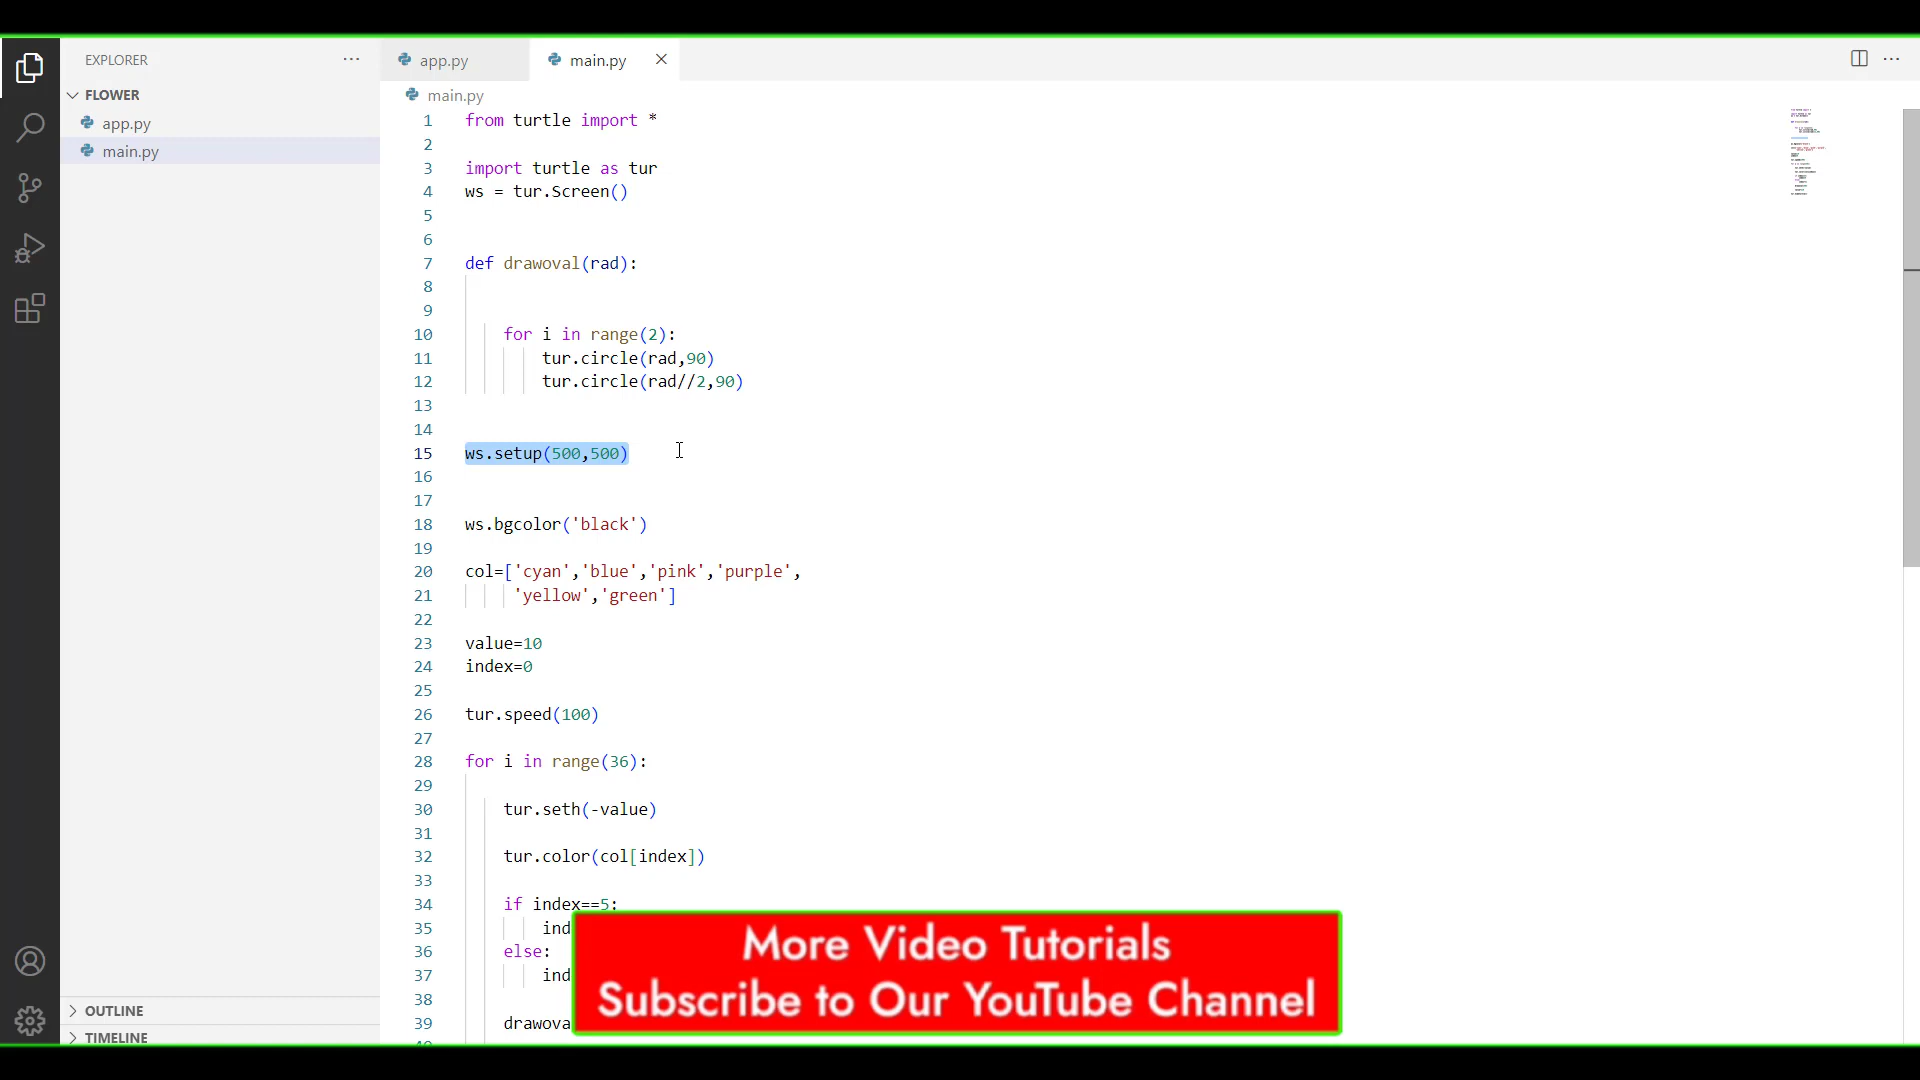 EXPLORER
FLOWER
app.py
main.py
OUTLINE
TIMELINE
app.py
main.py
main.py
1 from turtle import *
2
3 import turtle as tur
4 ws = tur.Screen()
5
6
7 def drawoval(rad):
8
9
10 for i in range(2):
11 tur.circle(rad,90)
12 tur.circle(rad//2,90)
13
14
15 ws.setup(500,500)
16
17
18 ws.bgcolor('black')
19
20 col=['cyan','blue','pink','purple',
21 'yellow','green']
22
23 value=10
24 index=0
25
26 tur.speed(100)
27
28 for i in range(36):
29
30 tur.seth(-value)
31
32 tur.color(col[index])
33
34 if index==5:
35 ind
36 else:
37 ind
38
39 drawova
More Video Tutorials
Subscribe to Our YouTube Channel